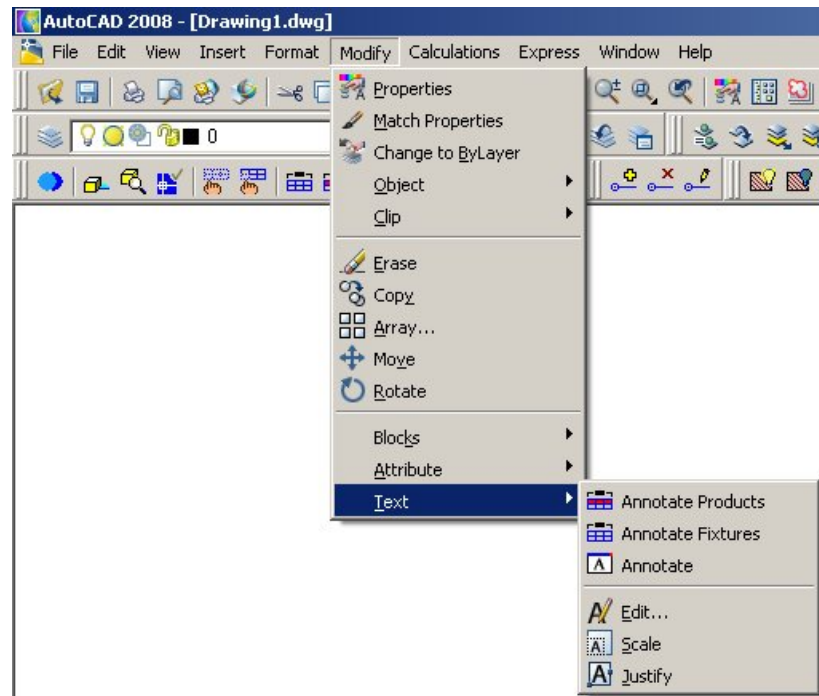 AutoCAD 2008 - [Drawing1.dwg]
File Edit View Insert Format Modify Calculations Express Window Help
Properties
Match Properties
0
Change to ByLayer
Object
Clip
Erase
Copy
Array...
Move
Rotate
Blocks
Attribute
Text
Annotate Products
Annotate Fixtures
A Annotate
Edit...
Scale
Justify